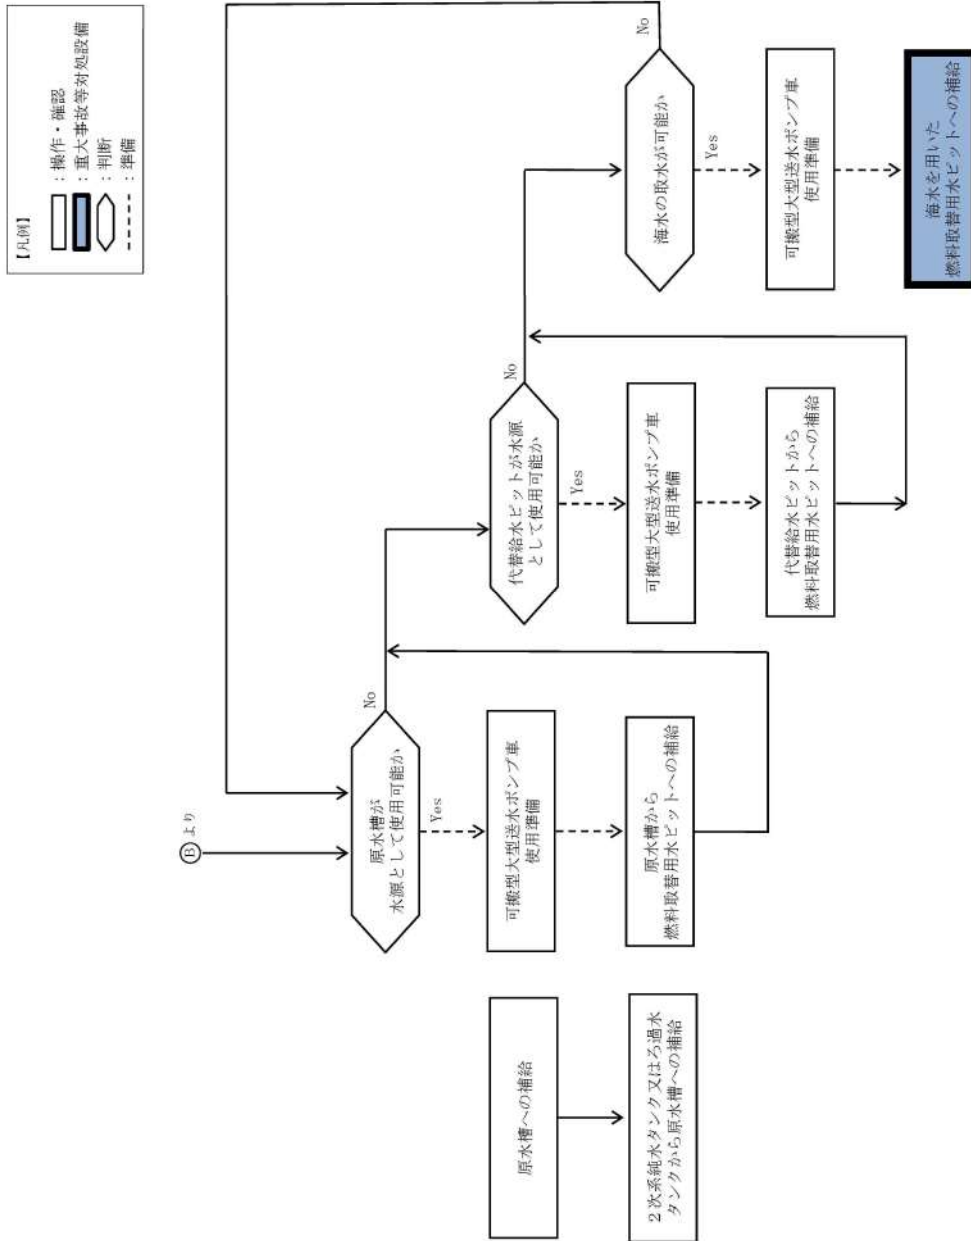 【凡例】
：操作・確認
：重大事故等対処設備
：判断
：準備
Ⓑより
原水槽が
水源として使用可能か
Yes
No
可搬型大型送水ポンプ車
使用準備
原水槽から
燃料取替用水ピットへの補給
原水槽への補給
2次系純水タンク又はろ過水
タンクから原水槽への補給
代替給水ピットが水源
として使用可能か
Yes
No
可搬型大型送水ポンプ車
使用準備
代替給水ピットから
燃料取替用水ピットへの補給
海水の取水が可能か
Yes
No
可搬型大型送水ポンプ車
使用準備
海水を用いた
燃料取替用水ピットへの補給